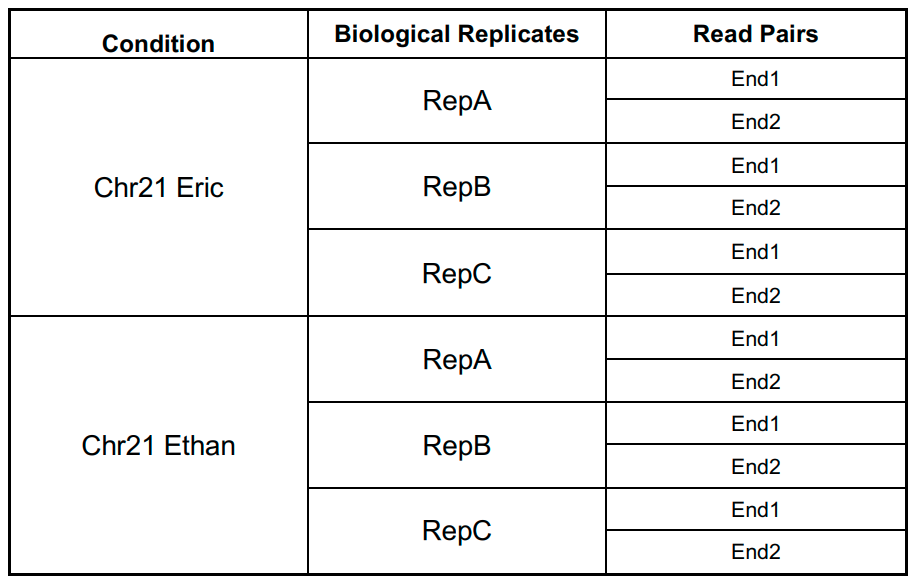 Condition
Biological Replicates
Read Pairs
Chr21 Eric
RepA
End1
End2
RepB
End1
End2
RepC
End1
End2
Chr21 Ethan
RepA
End1
End2
RepB
End1
End2
RepC
End1
End2